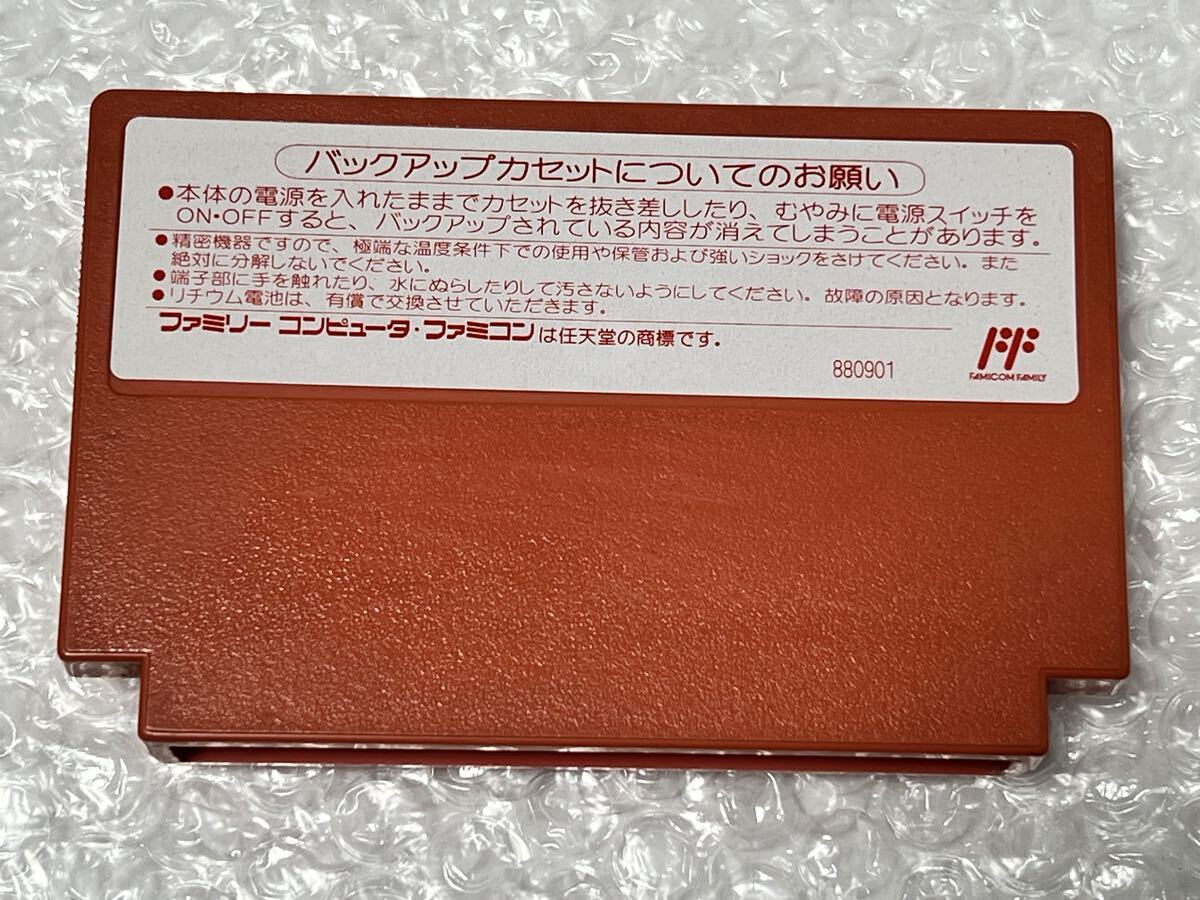 バックアップカセットについてのお願い
●本体の電源を入れたままでカセットを抜き差ししたり、むやみに電源スイッチを
ON・OFFすると、バックアップされている内容が消えてしまうことがあります。
●精密機器ですので、極端な温度条件下での使用や保管および強いショックをさけてください。また
絶対に分解しないでください。
●端子部に手を触れたり、水にぬらしたりして汚さないようにしてください。故障の原因となります。
●リチウム電池は、有償で交換させていただきます。
ファミリー コンピュータ・ファミコンは任天堂の商標です。
880901
FF
FAMICOM FAMILY